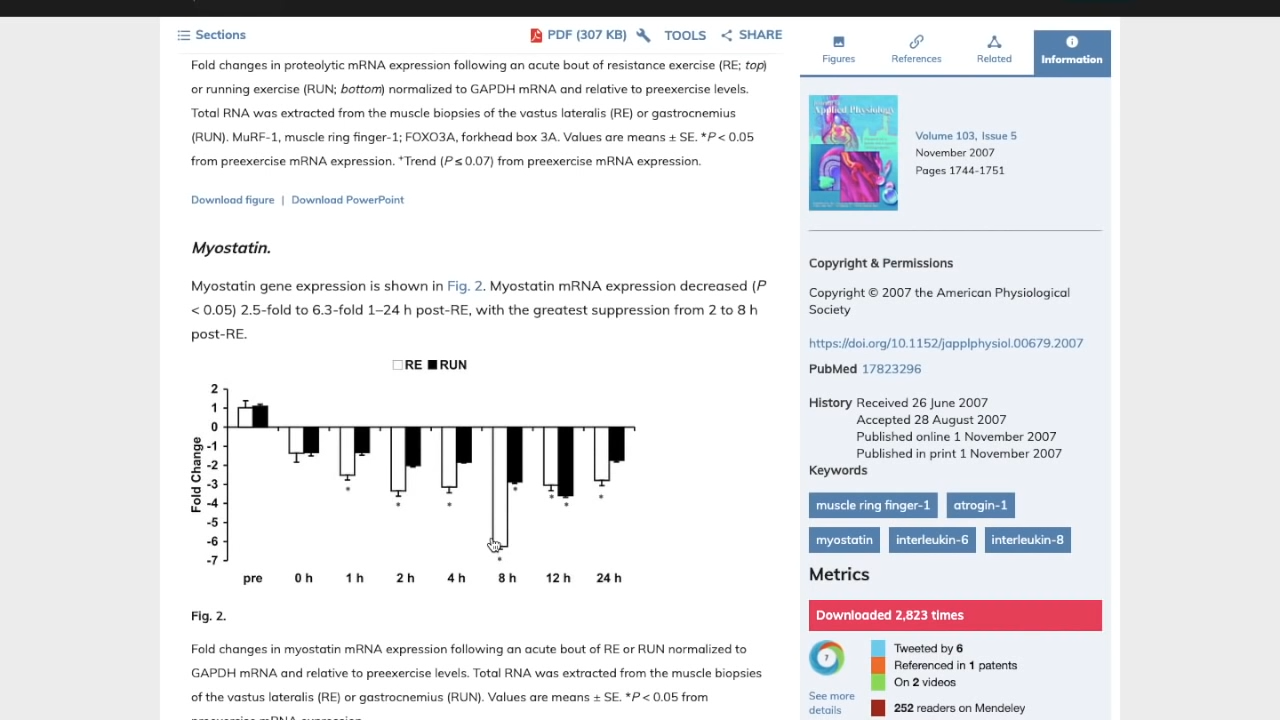 Sections
PDF (307 KB)
TOOLS
SHARE
Fold changes in proteolytic mRNA expression following an acute bout of resistance exercise (RE; top)
or running exercise (RUN; bottom) normalized to GAPDH mRNA and relative to preexercise levels.
Total RNA was extracted from the muscle biopsies of the vastus lateralis (RE) or gastrocnemius
(RUN). MuRF-1, muscle ring finger-1; FOXO3A, forkhead box 3A. Values are means ± SE. *P < 0.05
from preexercise mRNA expression. +Trend (P ≤ 0.07) from preexercise mRNA expression.
Download figure | Download PowerPoint
Myostatin.
Myostatin gene expression is shown in Fig. 2. Myostatin mRNA expression decreased (P
< 0.05) 2.5-fold to 6.3-fold 1–24 h post-RE, with the greatest suppression from 2 to 8 h
post-RE.
RE RUN
Fold Change
2
1
0
-1
-2
-3
-4
-5
-6
-7
* * * * * * * *
pre 0 h 1 h 2 h 4 h 8 h 12 h 24 h
Fig. 2.
Fold changes in myostatin mRNA expression following an acute bout of RE or RUN normalized to
GAPDH mRNA and relative to preexercise levels. Total RNA was extracted from the muscle biopsies
of the vastus lateralis (RE) or gastrocnemius (RUN). Values are means ± SE. *P < 0.05 from
preexercise mRNA expression.
Figures
References
Related
Information
Applied Physiology
Volume 103, Issue 5
November 2007
Pages 1744-1751
Copyright & Permissions
Copyright © 2007 the American Physiological
Society
https://doi.org/10.1152/japplphysiol.00679.2007
PubMed 17823296
History Received 26 June 2007
Accepted 28 August 2007
Published online 1 November 2007
Published in print 1 November 2007
Keywords
muscle ring finger-1
atrogin-1
myostatin
interleukin-6
interleukin-8
Metrics
Downloaded 2,823 times
?
Tweeted by 6
Referenced in 1 patents
On 2 videos
See more
details
252 readers on Mendeley